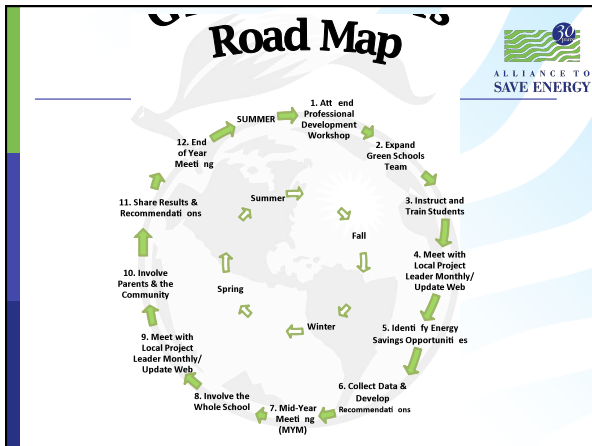 Road Map
30
years
ALLIANCE TO
SAVE ENERGY
SUMMER
1. Att end
Professional
Development
Workshop
2. Expand
Green Schools
Team
3. Instruct and
Train Students
4. Meet with
Local Project
Leader Monthly/
Update Web
5. Identi fy Energy
Savings Opportuniti es
6. Collect Data &
Develop
Recommendati ons
7. Mid-Year
Meeti ng
(MYM)
8. Involve the
Whole School
9. Meet with
Local Project
Leader Monthly/
Update Web
10. Involve
Parents & the
Community
11. Share Results &
Recommendati ons
12. End
of Year
Meeti ng
Summer
Fall
Winter
Spring